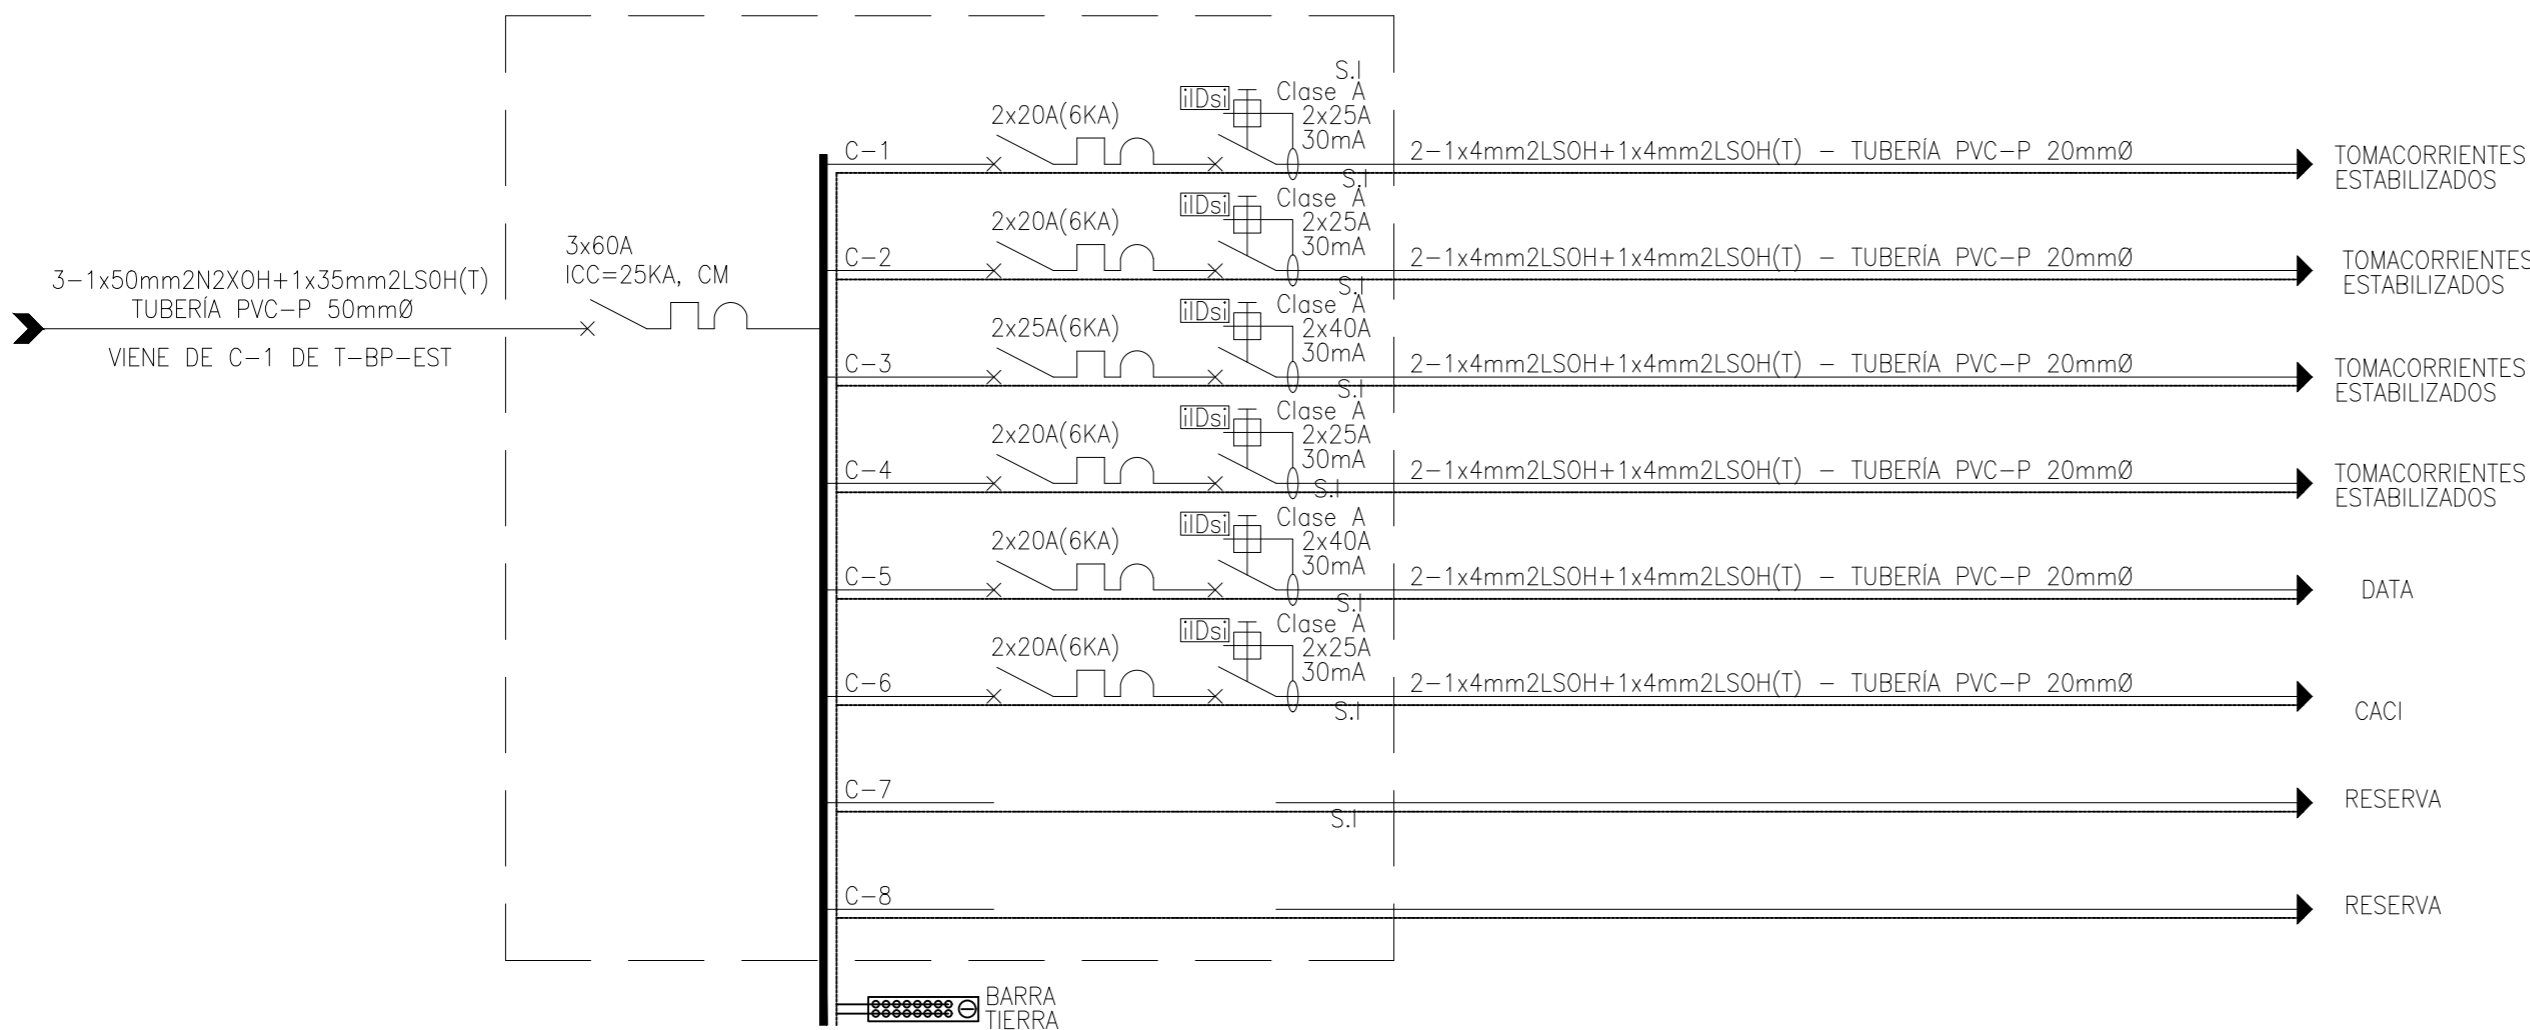 3-1x50mm2N2XOH+1x35mm2LSOH(T)
TUBERÍA PVC-P 50mmØ
VIENE DE C-1 DE T-BP-EST
3x60A
ICC=25KA, CM
C-1
2x20A(6KA)
iIDsi
S.I
Clase A
2x25A
30mA
2-1x4mm2LSOH+1x4mm2LSOH(T) - TUBERÍA PVC-P 20mmØ
TOMACORRIENTES
ESTABILIZADOS
C-2
2x20A(6KA)
iIDsi
S.I
Clase A
2x25A
30mA
2-1x4mm2LSOH+1x4mm2LSOH(T) - TUBERÍA PVC-P 20mmØ
TOMACORRIENTES
ESTABILIZADOS
C-3
2x25A(6KA)
iIDsi
S.I
Clase A
2x40A
30mA
2-1x4mm2LSOH+1x4mm2LSOH(T) - TUBERÍA PVC-P 20mmØ
TOMACORRIENTES
ESTABILIZADOS
C-4
2x20A(6KA)
iIDsi
S.I
Clase A
2x25A
30mA
2-1x4mm2LSOH+1x4mm2LSOH(T) - TUBERÍA PVC-P 20mmØ
TOMACORRIENTES
ESTABILIZADOS
C-5
2x20A(6KA)
iIDsi
S.I
Clase A
2x40A
30mA
2-1x4mm2LSOH+1x4mm2LSOH(T) - TUBERÍA PVC-P 20mmØ
DATA
C-6
2x20A(6KA)
iIDsi
S.I
Clase A
2x25A
30mA
2-1x4mm2LSOH+1x4mm2LSOH(T) - TUBERÍA PVC-P 20mmØ
CACI
S.I
C-7
RESERVA
S.I
C-8
RESERVA
BARRA
TIERRA